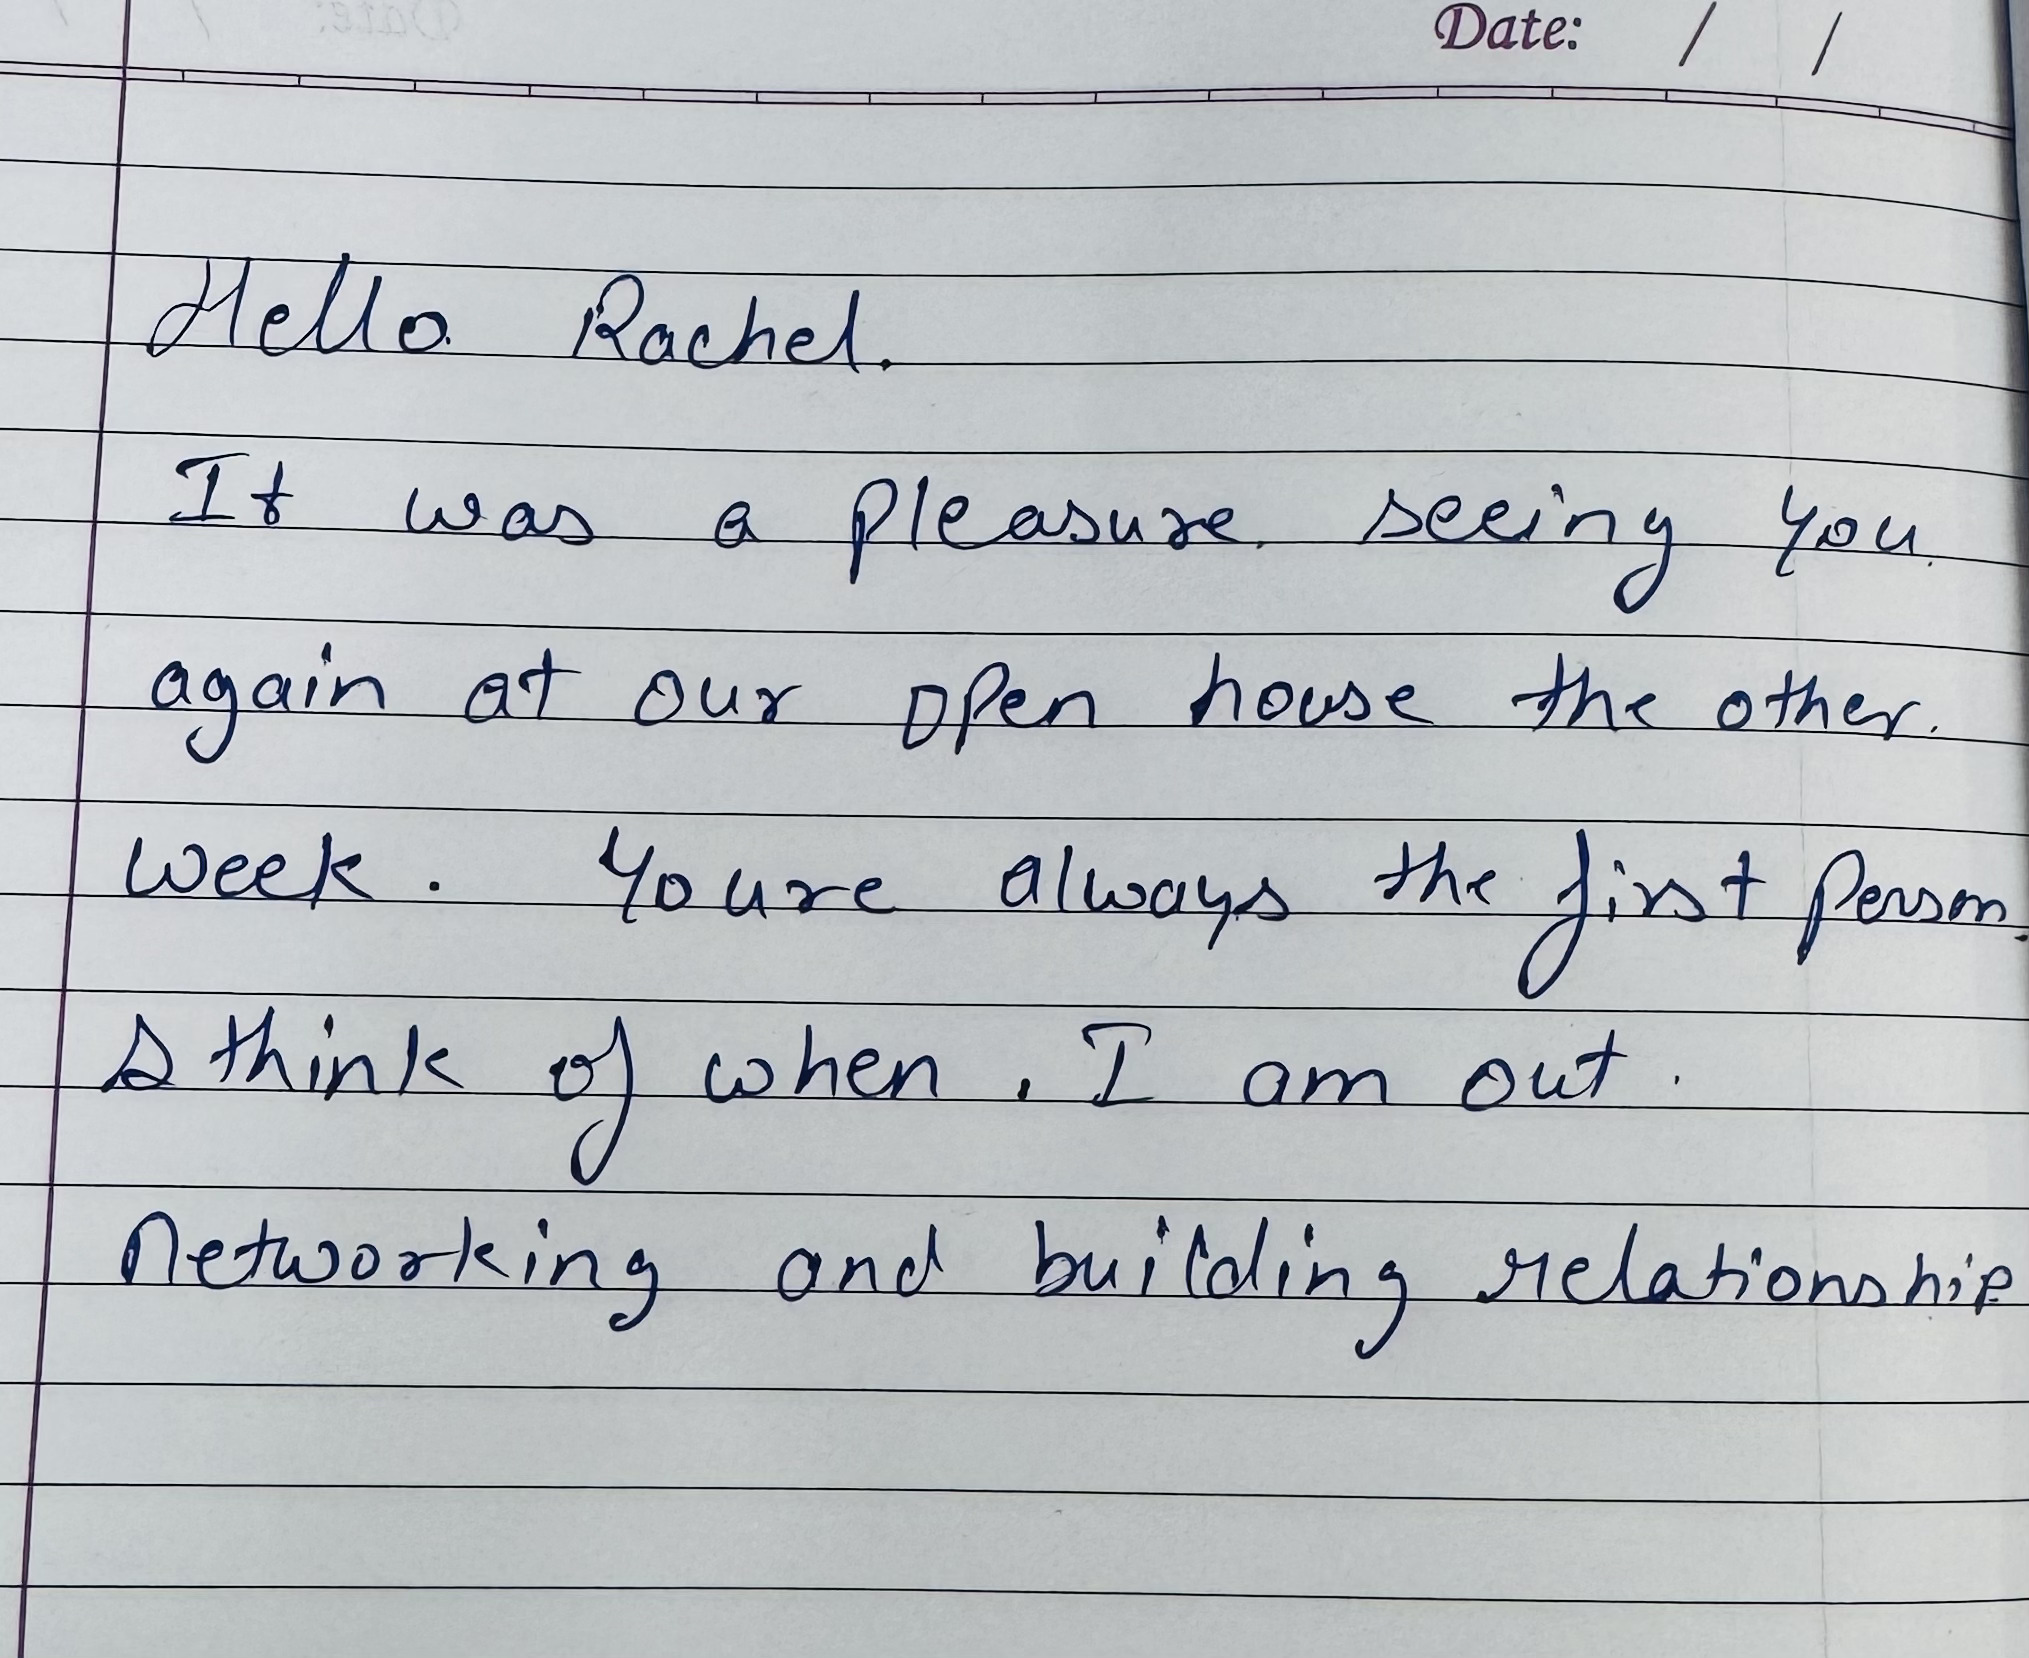 Date: / /
Hello Rachel.
It was a pleasure seeing you
again at our open house the other.
week. Youre always the first person
I think of when. I am out.
networking and building relationship